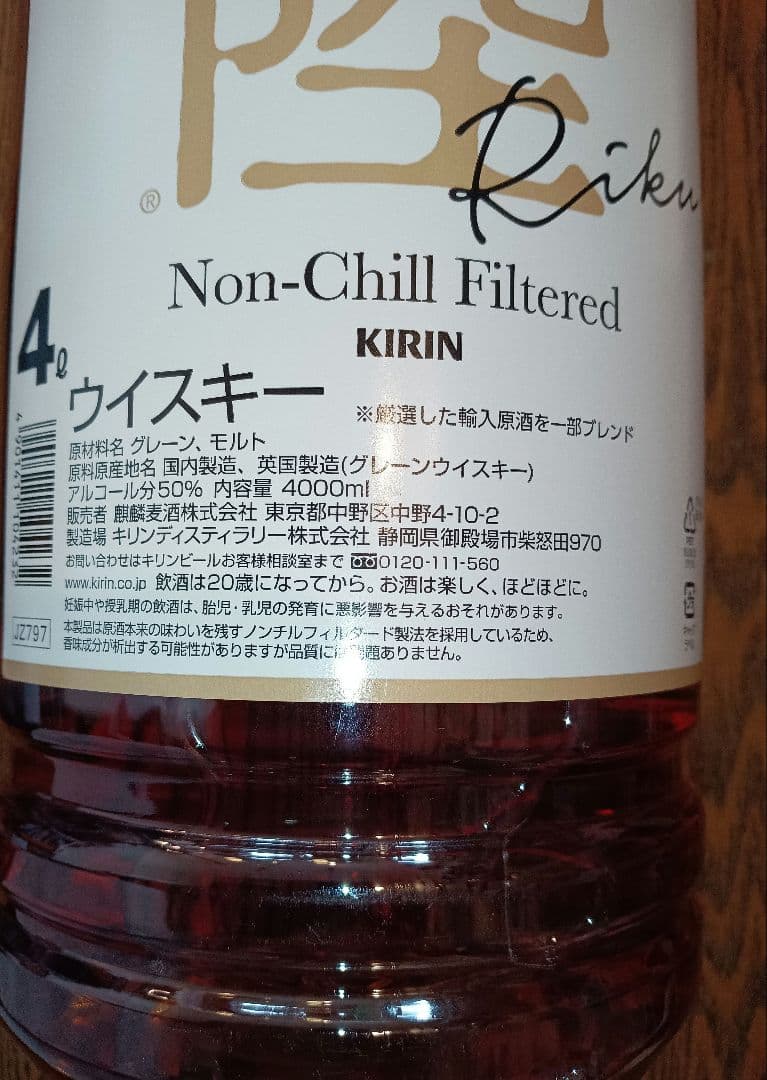 陸
Riku
®
Non-Chill Filtered
KIRIN
4ℓ
ウイスキー
※厳選した輸入原酒を一部ブレンド
原材料名 グレーン、モルト
原料原産地名 国内製造、英国製造(グレーンウイスキー)
アルコール分50% 内容量 4000ml
販売者 麒麟麦酒株式会社 東京都中野区中野4-10-2
製造場 キリンディスティラリー株式会社 静岡県御殿場市柴怒田970
お問い合わせはキリンビールお客様相談室まで 0120-111-560
www.kirin.co.jp 飲酒は20歳になってから。お酒は楽しく、ほどほどに。
妊娠中や授乳期の飲酒は、胎児・乳児の発育に悪影響を与えるおそれがあります。
JZ797
本製品は原酒本来の味わいを残すノンチルフィルタード製法を採用しているため、
香味成分が析出する可能性がありますが品質に問題ありません。
4901411104232